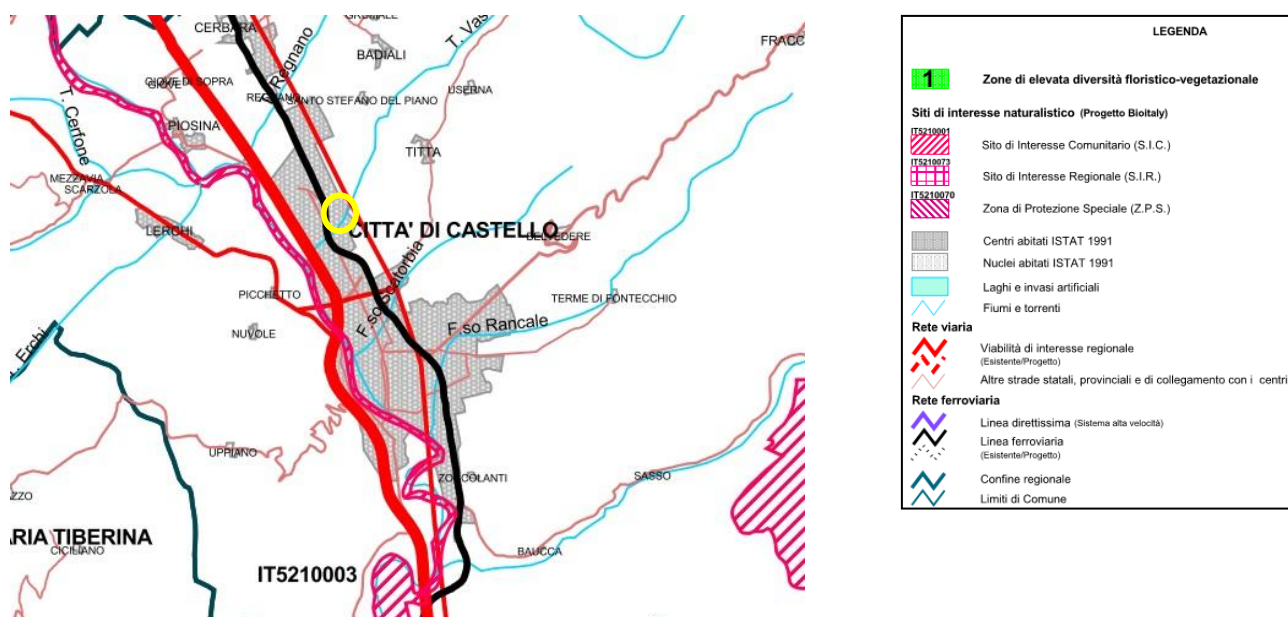 CERBARA
BADIALI
T. Vas
FRACC
GIOVE DI SOPRA
GIOVE
Regnano
SANTO STEFANO DEL PIANO
USERNA
T. Cerfone
PIOSINA
TITTA
MEZZAVIA
SCARZOLA
LERCHI
CITTA' DI CASTELLO
BELVEDERE
PICCHETTO
F.so Scatorbia
TERME DI FONTECCHIO
NUVOLE
F.so Rancale
Erchi
UPPIANO
ZOCCOLANTI
SASSO
ZZO
ARIA TIBERINA
CICILIANO
BAUCCA
IT5210003
LEGENDA
1 Zone di elevata diversità floristico-vegetazionale
Siti di interesse naturalistico (Progetto Bioitaly)
IT5210001
Sito di Interesse Comunitario (S.I.C.)
IT5210073
Sito di Interesse Regionale (S.I.R.)
IT5210070
Zona di Protezione Speciale (Z.P.S.)
Centri abitati ISTAT 1991
Nuclei abitati ISTAT 1991
Laghi e invasi artificiali
Fiumi e torrenti
Rete viaria
Viabilità di interesse regionale
(Esistente/Progetto)
Altre strade statali, provinciali e di collegamento con i centri
Rete ferroviaria
Linea direttissima (Sistema alta velocità)
Linea ferroviaria
(Esistente/Progetto)
Confine regionale
Limiti di Comune